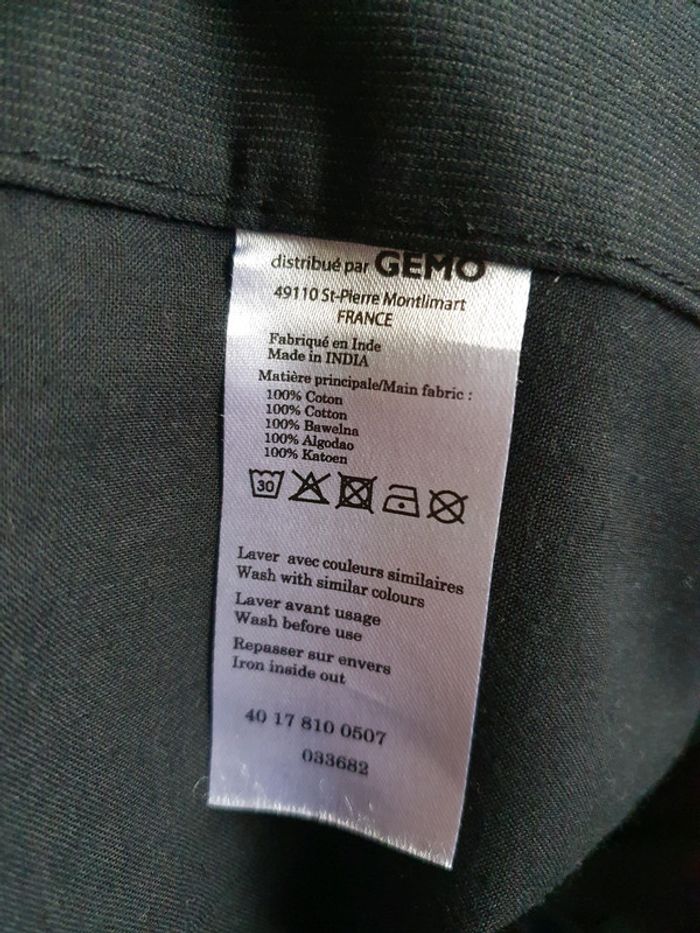 distribué par GEMO
49110 St-Pierre Montlimart
FRANCE
Fabriqué en Inde
Made in INDIA
Matière principale/Main fabric :
100% Coton
100% Cotton
100% Bawelna
100% Algodao
100% Katoen
30
Laver avec couleurs similaires
Wash with similar colours
Laver avant usage
Wash before use
Repasser sur envers
Iron inside out
40 17 810 0507
033682